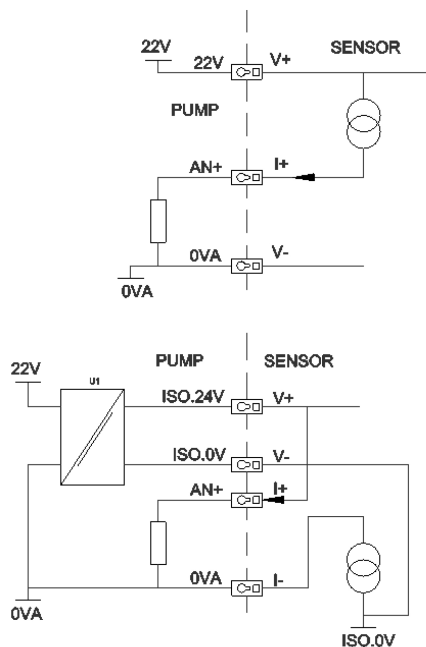 SENSOR
22V
22V
V+
PUMP
AN+
I+
0VA
V-
0VA
PUMP
SENSOR
22V
U1
ISO.24V
V+
ISO.0V
V-
AN+
I+
0VA
I-
0VA
ISO.0V